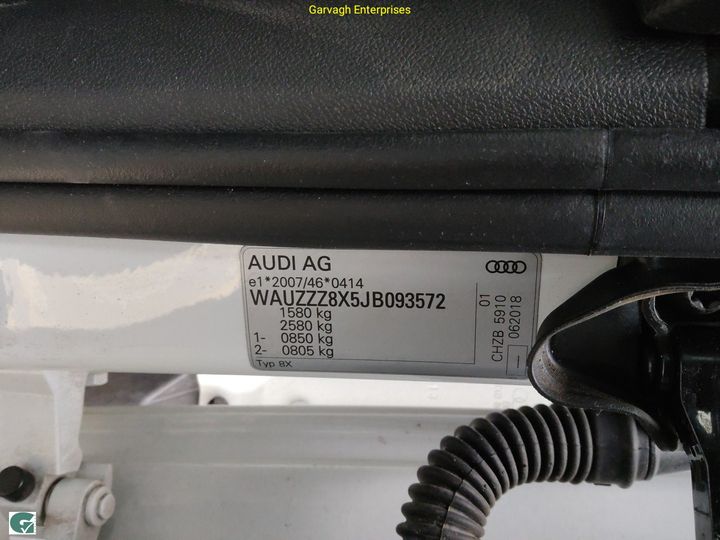 Garvagh Enterprises
AUDI AG
e1*2007/46*0414
WAUZZZ8X5JB093572
1580 kg
2580 kg
1- 0850 kg
2- 0805 kg
Typ 8X
01
CHZB 5910
062018